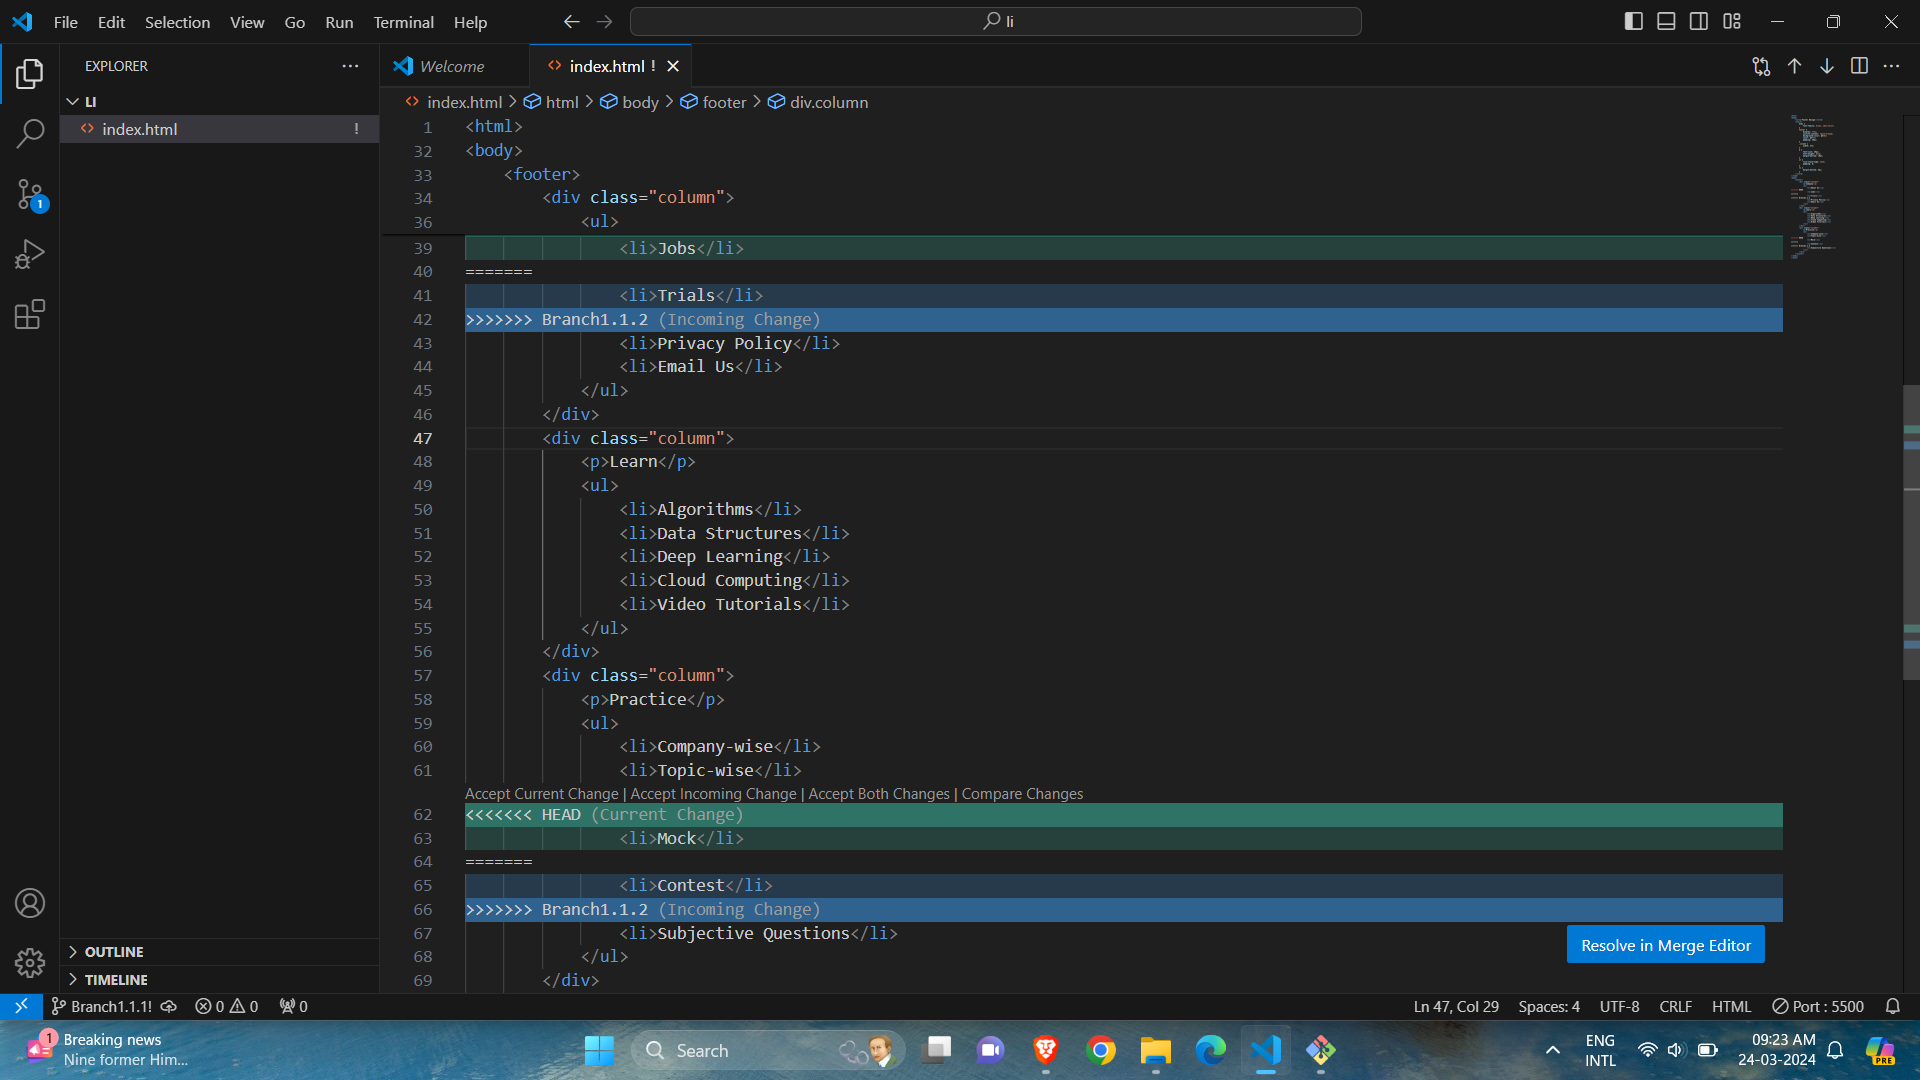 File Edit Selection View Go Run Terminal Help
li
EXPLORER
LI
index.html !
Welcome
index.html !
index.html > html > body > footer > div.column
1 <html>
32 <body>
33 <footer>
34 <div class="column">
36 <ul>
39 <li>Jobs</li>
40 =======
41 <li>Trials</li>
42 >>>>>>> Branch1.1.2 (Incoming Change)
43 <li>Privacy Policy</li>
44 <li>Email Us</li>
45 </ul>
46 </div>
47 <div class="column">
48 <p>Learn</p>
49 <ul>
50 <li>Algorithms</li>
51 <li>Data Structures</li>
52 <li>Deep Learning</li>
53 <li>Cloud Computing</li>
54 <li>Video Tutorials</li>
55 </ul>
56 </div>
57 <div class="column">
58 <p>Practice</p>
59 <ul>
60 <li>Company-wise</li>
61 <li>Topic-wise</li>
Accept Current Change | Accept Incoming Change | Accept Both Changes | Compare Changes
62 <<<<<<< HEAD (Current Change)
63 <li>Mock</li>
64 =======
65 <li>Contest</li>
66 >>>>>>> Branch1.1.2 (Incoming Change)
67 <li>Subjective Questions</li>
68 </ul>
69 </div>
Resolve in Merge Editor
1
OUTLINE
TIMELINE
Branch1.1.1! 0 0 0
Ln 47, Col 29 Spaces: 4 UTF-8 CRLF HTML Port : 5500
1
Breaking news
Nine former Him...
Search
ENG
INTL
09:23 AM
24-03-2024
PRE